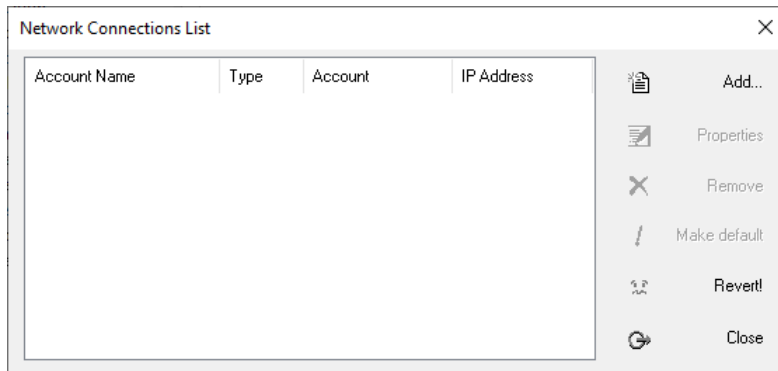 Network Connections List
Account Name Type Account IP Address
Add...
Properties
Remove
Make default
Revert!
Close